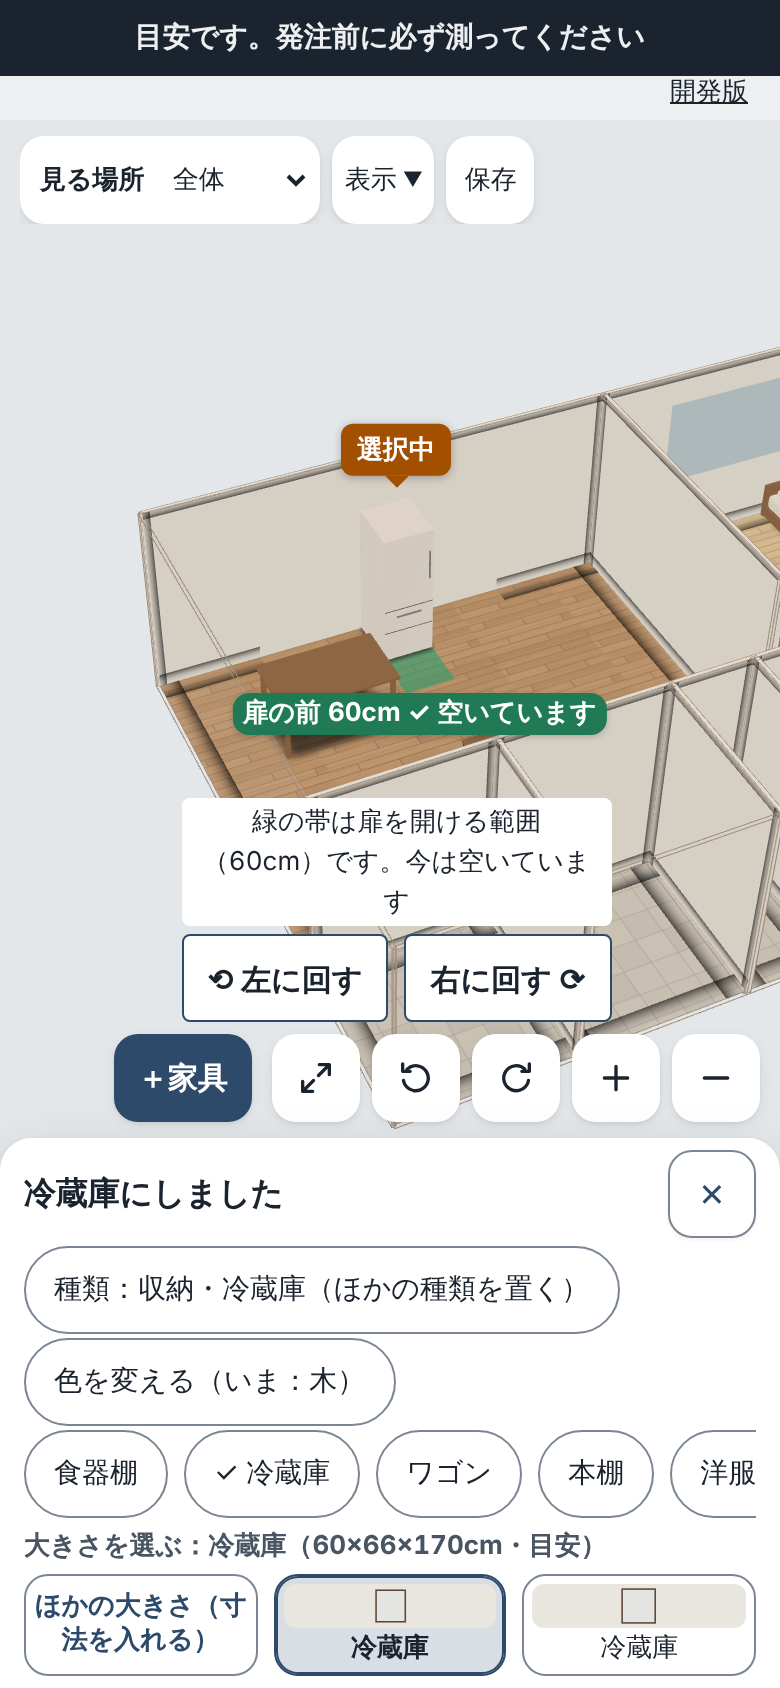 目安です。発注前に必ず測ってください
開発版
見る場所 全体
表示 ▼
保存
選択中
扉の前 60cm ✓ 空いています
緑の帯は扉を開ける範囲
（60cm）です。今は空いていま
す
⟲ 左に回す
右に回す ⟳
＋家具
冷蔵庫にしました
×
種類：収納・冷蔵庫（ほかの種類を置く）
色を変える（いま：木）
食器棚
✓ 冷蔵庫
ワゴン
本棚
洋服
大きさを選ぶ：冷蔵庫（60×66×170cm・目安）
ほかの大きさ（寸
法を入れる）
冷蔵庫
冷蔵庫